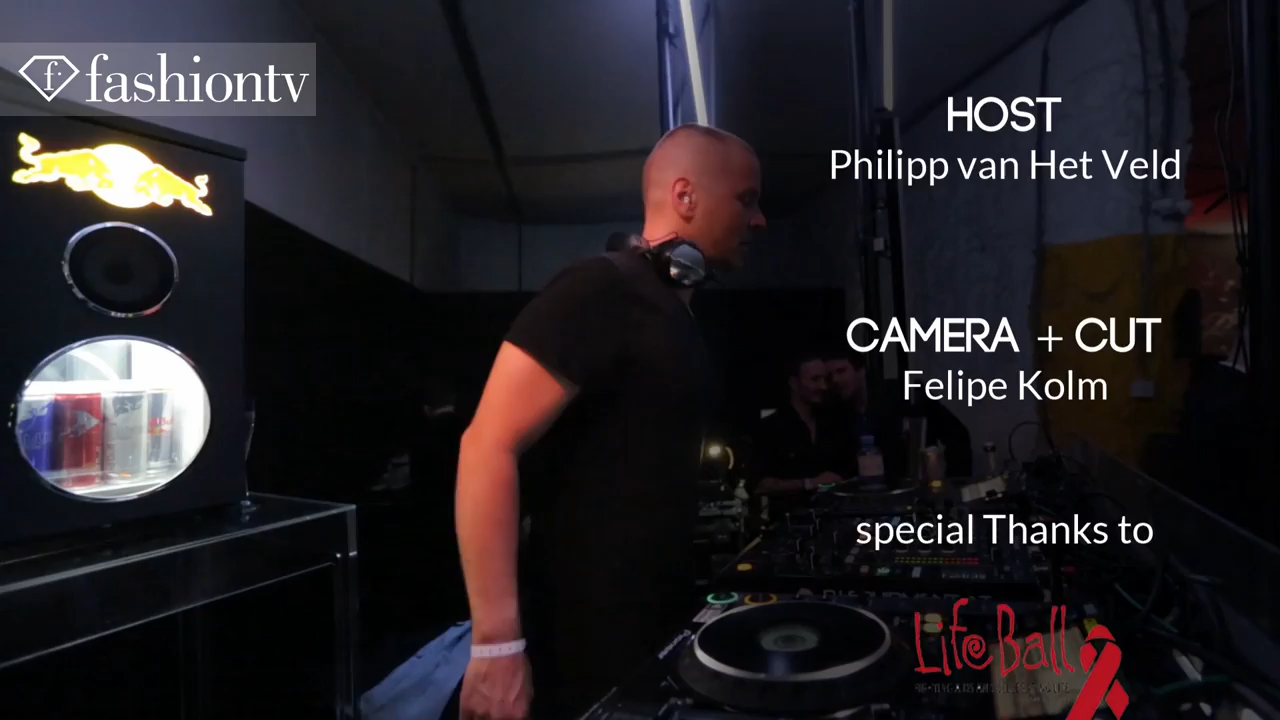 fashiontv
HOST
Philipp van Het Veld
CAMERA + CUT
Felipe Kolm
special Thanks to
Life Ball